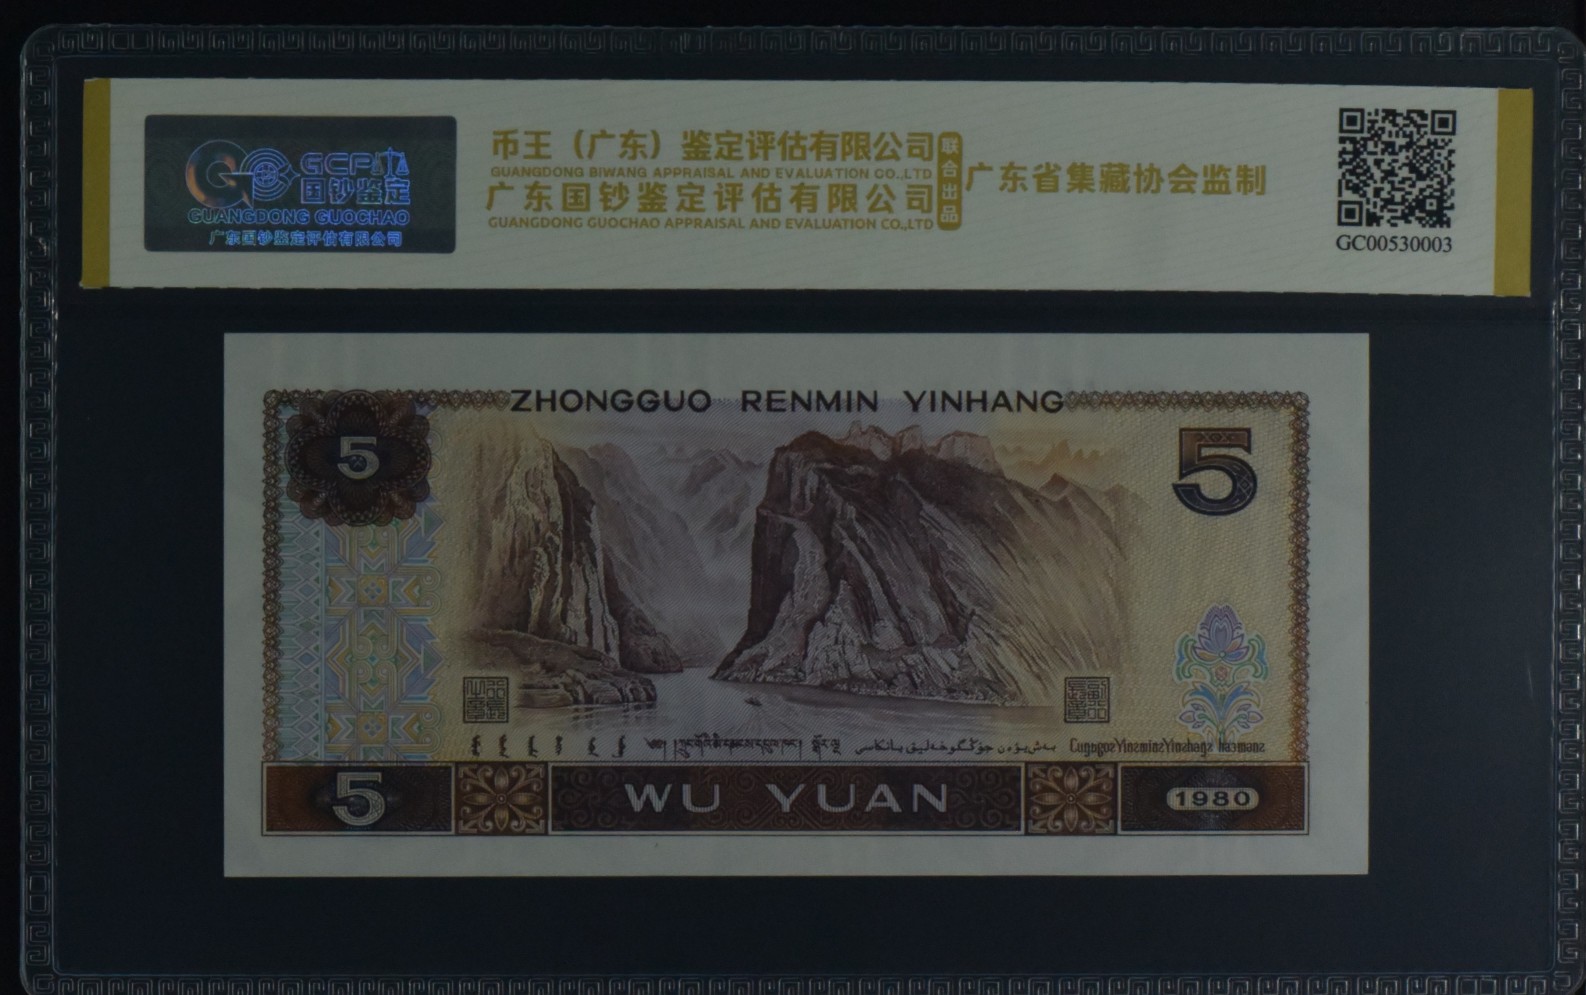 GCP
国钞鉴定
GUANGDONG GUOCHAO
广东国钞鉴定评估有限公司
币王（广东）鉴定评估有限公司
GUANGDONG BIWANG APPRAISAL AND EVALUATION CO.,LTD
广东国钞鉴定评估有限公司
GUANGDONG GUOCHAO APPRAISAL AND EVALUATION CO.,LTD
联合出品
广东省集藏协会监制
GC00530003
ZHONGGUO RENMIN YINHANG
5
5
5
WU YUAN
1980